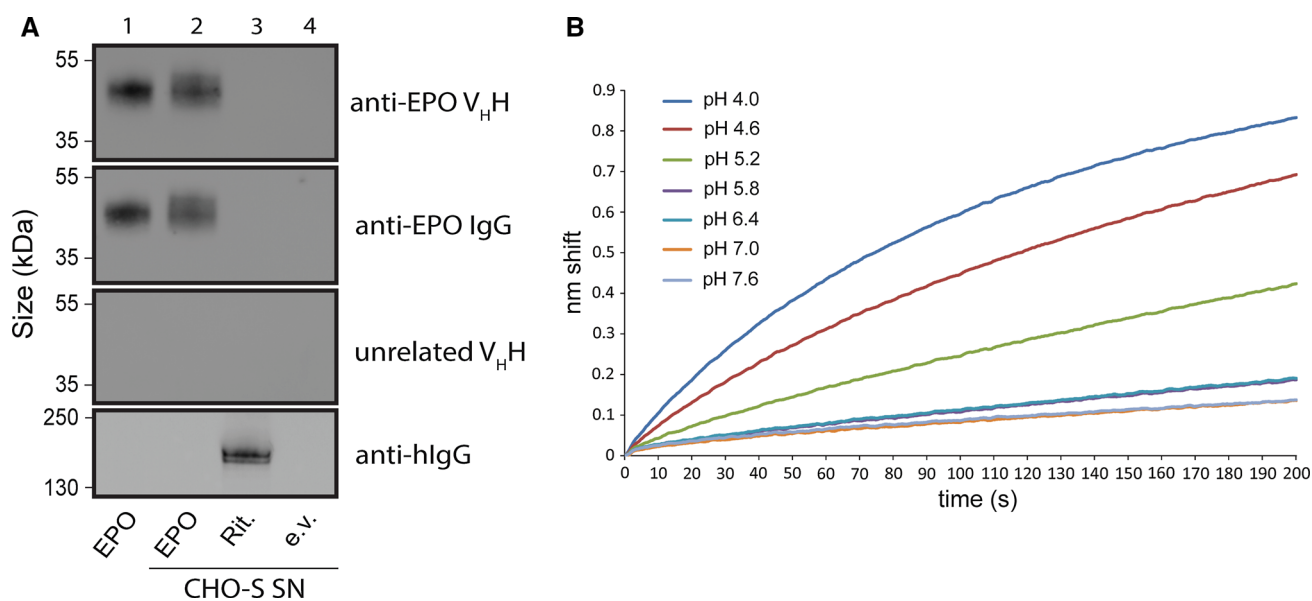 A
1 2 3 4
55
35
anti-EPO VHH
55
35
anti-EPO IgG
55
35
unrelated VHH
250
130
anti-hIgG
Size (kDa)
EPO EPO Rit. e.v.
CHO-S SN
B
0.9
0.8
0.7
0.6
0.5
0.4
0.3
0.2
0.1
0
nm shift
pH 4.0
pH 4.6
pH 5.2
pH 5.8
pH 6.4
pH 7.0
pH 7.6
0 10 20 30 40 50 60 70 80 90 100 110 120 130 140 150 160 170 180 190 200
time (s)